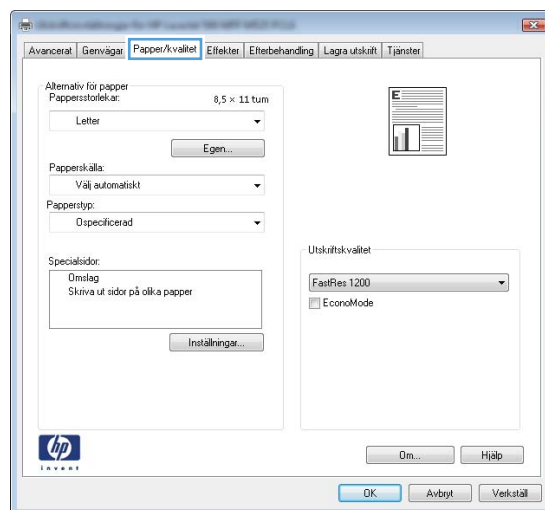 Avancerat Genvägar Papper/kvalitet Effekter Efterbehandling Lagra utskrift Tjänster
Alternativ för papper
Pappersstorlekar: 8,5 × 11 tum
Letter
Egen...
Papperskälla:
Välj automatiskt
Papperstyp:
Ospecificerad
Specialsidor:
Omslag
Skriva ut sidor på olika papper
Inställningar...
E
Utskriftskvalitet
FastRes 1200
EconoMode
hp
invent
Om... Hjälp
OK Avbryt Verkställ